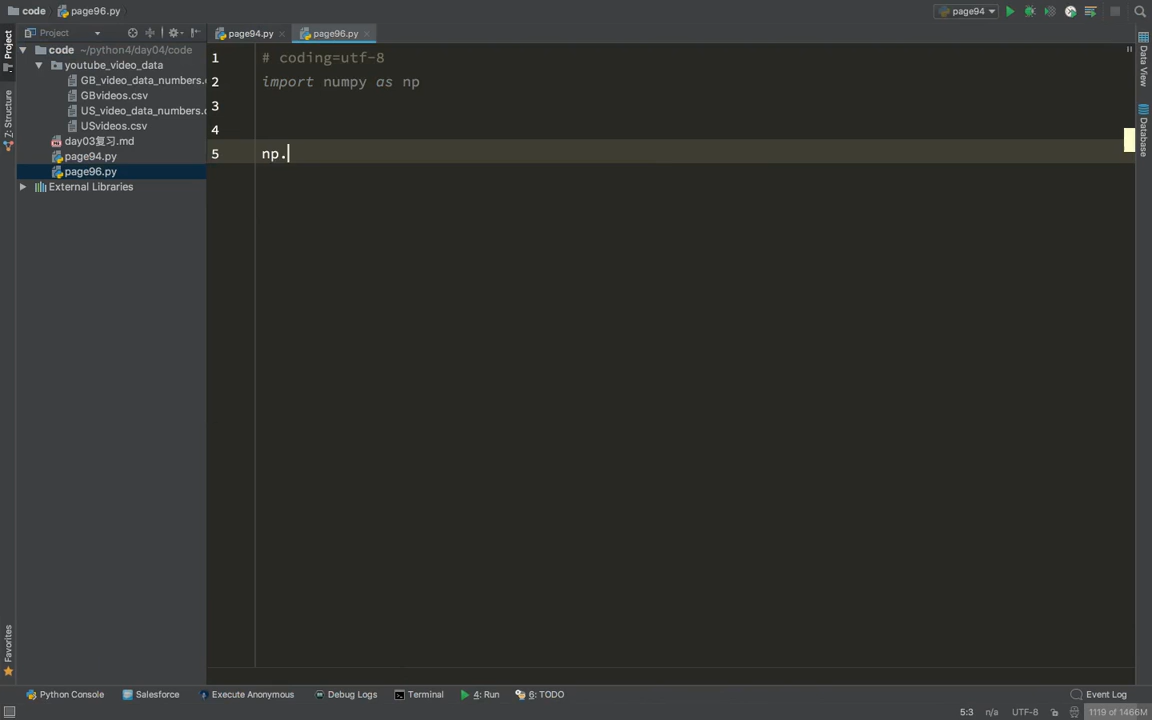 code page96.py
page94
Project
page94.py page96.py
code ~/python4/day04/code
youtube_video_data
GB_video_data_numbers.
GBvideos.csv
US_video_data_numbers.
USvideos.csv
day03复习.md
page94.py
page96.py
External Libraries
Project
Z: Structure
Favorites
1 # coding=utf-8
2 import numpy as np
3
4
5 np.
Data View
Database
Python Console Salesforce Execute Anonymous Debug Logs Terminal 4: Run 6: TODO Event Log
5:3 n/a UTF-8 1119 of 1466M